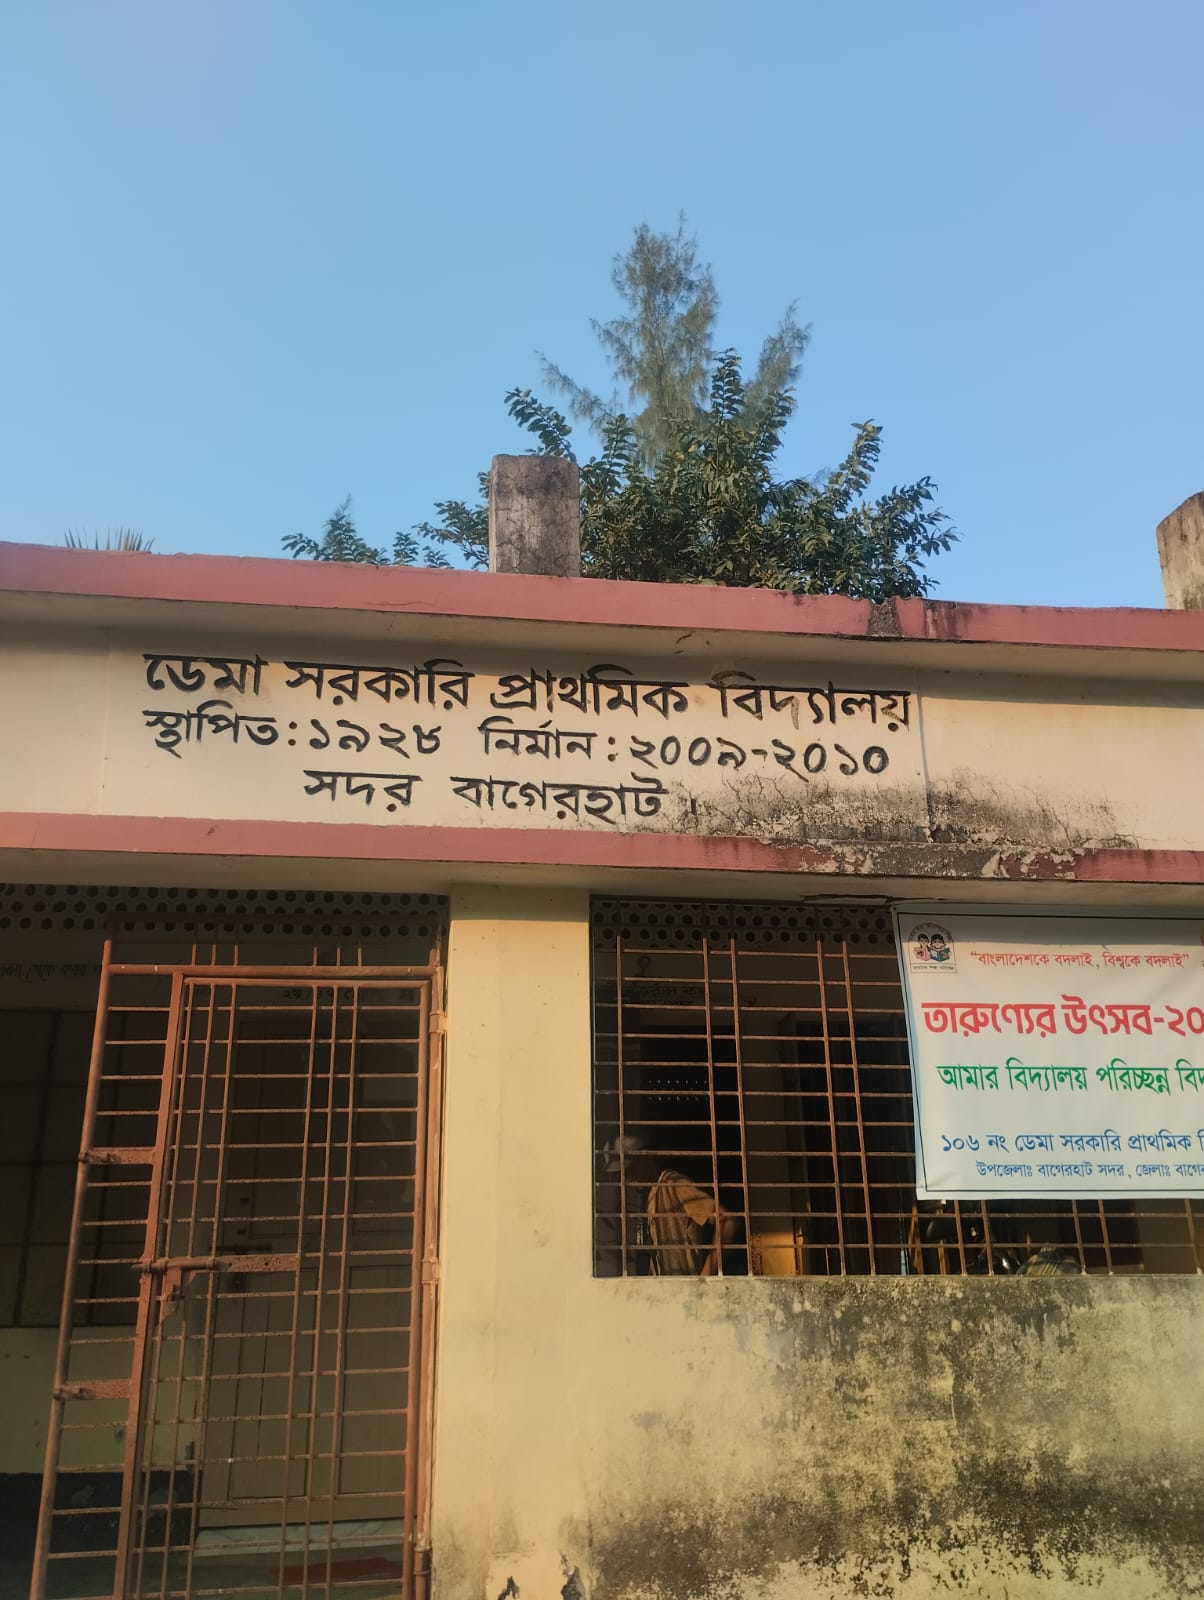 ডেমা সরকারি প্রাথমিক বিদ্যালয়
স্থাপিত:১৯২৮ নির্মান:২০০৯-২০১০
সদর বাগেরহাট।
"বাংলাদেশকে বদলাই, বিশ্বকে বদলাই"
তারুণ্যের উৎসব-২০
আমার বিদ্যালয় পরিচ্ছন্ন
১০৬ নং ডেমা সরকারি প্রাথমিক
উপজেলাঃ বাগেরহাট সদর, জেলাঃ